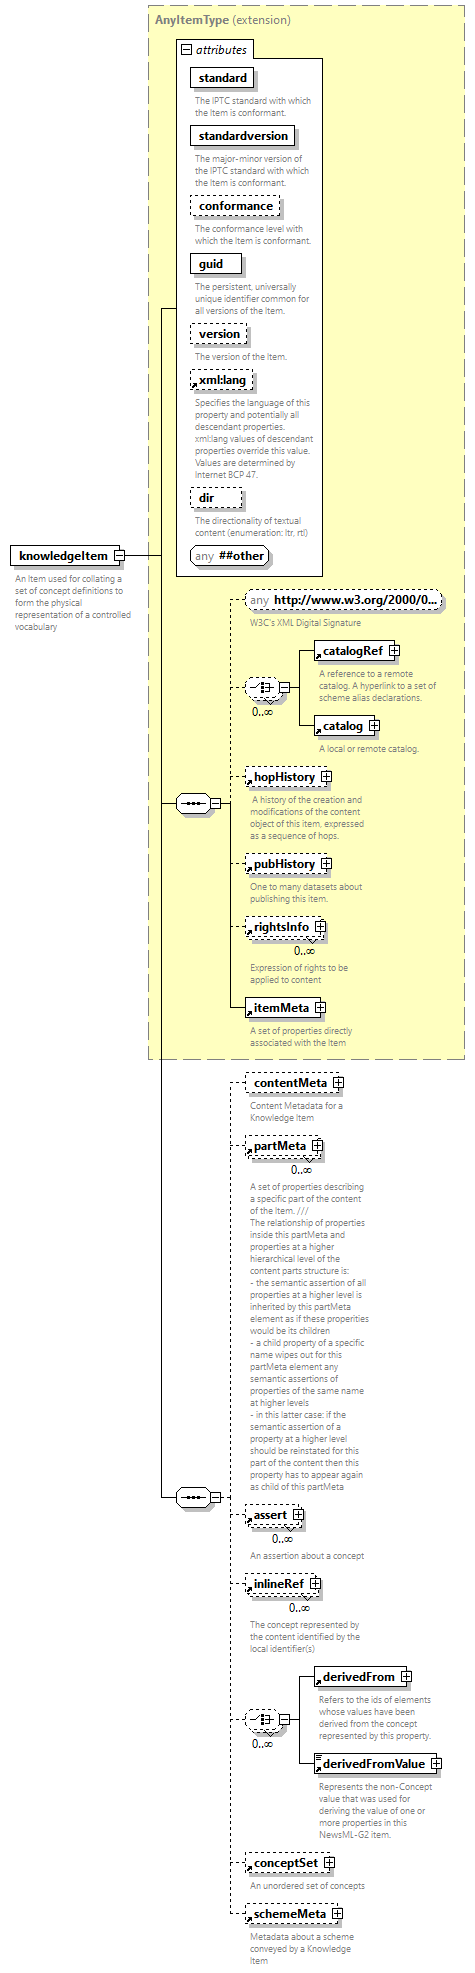 AnyItemType (extension)
attributes
standard
The IPTC standard with which
the Item is conformant.
standardversion
The major-minor version of
the IPTC standard with which
the Item is conformant.
conformance
The conformance level with
which the Item is conformant.
guid
The persistent, universally
unique identifier common for
all versions of the Item.
version
The version of the Item.
xml:lang
Specifies the language of this
property and potentially all
descendant properties.
xml:lang values of descendant
properties override this value.
Values are determined by
Internet BCP 47.
dir
The directionality of textual
content (enumeration: ltr, rtl)
any ##other
knowledgeItem
An Item used for collating a
set of concept definitions to
form the physical
representation of a controlled
vocabulary
any http://www.w3.org/2000/0...
W3C's XML Digital Signature
0..∞
catalogRef
A reference to a remote
catalog. A hyperlink to a set of
scheme alias declarations.
catalog
A local or remote catalog.
hopHistory
A history of the creation and
modifications of the content
object of this item, expressed
as a sequence of hops.
pubHistory
One to many datasets about
publishing this item.
rightsInfo
0..∞
Expression of rights to be
applied to content
itemMeta
A set of properties directly
associated with the Item
contentMeta
Content Metadata for a
Knowledge Item
partMeta
0..∞
A set of properties describing
a specific part of the content
of the Item. ///
The relationship of properties
inside this partMeta and
properties at a higher
hierarchical level of the
content parts structure is:
- the semantic assertion of all
properties at a higher level is
inherited by this partMeta
element as if these properities
would be its children
- a child property of a specific
name wipes out for this
partMeta element any
semantic assertions of
properties of the same name
at higher levels
- in this latter case: if the
semantic assertion of a
property at a higher level
should be reinstated for this
part of the content then this
property has to appear again
as child of this partMeta
assert
0..∞
An assertion about a concept
inlineRef
0..∞
The concept represented by
the content identified by the
local identifier(s)
0..∞
derivedFrom
Refers to the ids of elements
whose values have been
derived from the concept
represented by this property.
derivedFromValue
Represents the non-Concept
value that was used for
deriving the value of one or
more properties in this
NewsML-G2 item.
conceptSet
An unordered set of concepts
schemeMeta
Metadata about a scheme
conveyed by a Knowledge
Item